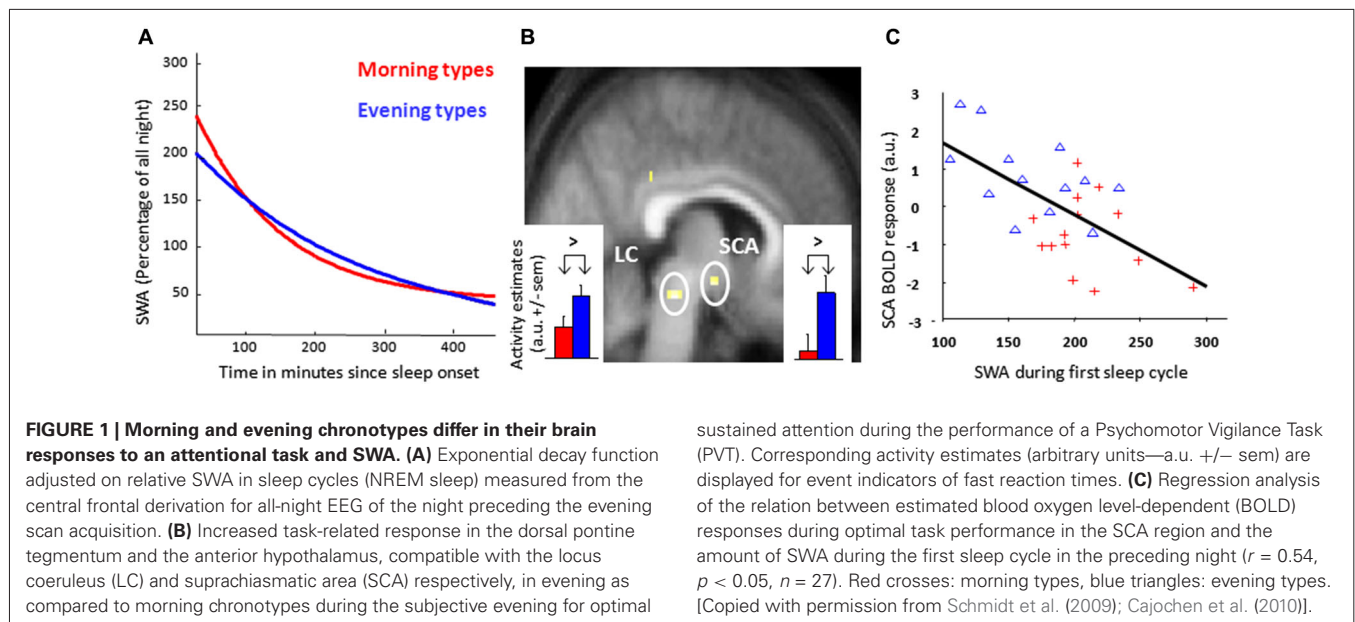 A
300
250
200
150
100
50
SWA (Percentage of all night)
Morning types
Evening types
100 200 300 400
Time in minutes since sleep onset
B
LC
SCA
>
>
Activity estimates
(a.u. +/- sem)
C
3
2
1
0
-1
-2
-3
SCA BOLD response (a.u.)
100 150 200 250 300
SWA during first sleep cycle
FIGURE 1 | Morning and evening chronotypes differ in their brain
responses to an attentional task and SWA. (A) Exponential decay function
adjusted on relative SWA in sleep cycles (NREM sleep) measured from the
central frontal derivation for all-night EEG of the night preceding the evening
scan acquisition. (B) Increased task-related response in the dorsal pontine
tegmentum and the anterior hypothalamus, compatible with the locus
coeruleus (LC) and suprachiasmatic area (SCA) respectively, in evening as
compared to morning chronotypes during the subjective evening for optimal
sustained attention during the performance of a Psychomotor Vigilance Task
(PVT). Corresponding activity estimates (arbitrary units—a.u. +/− sem) are
displayed for event indicators of fast reaction times. (C) Regression analysis
of the relation between estimated blood oxygen level-dependent (BOLD)
responses during optimal task performance in the SCA region and the
amount of SWA during the first sleep cycle in the preceding night (r = 0.54,
p < 0.05, n = 27). Red crosses: morning types, blue triangles: evening types.
[Copied with permission from Schmidt et al. (2009); Cajochen et al. (2010)].